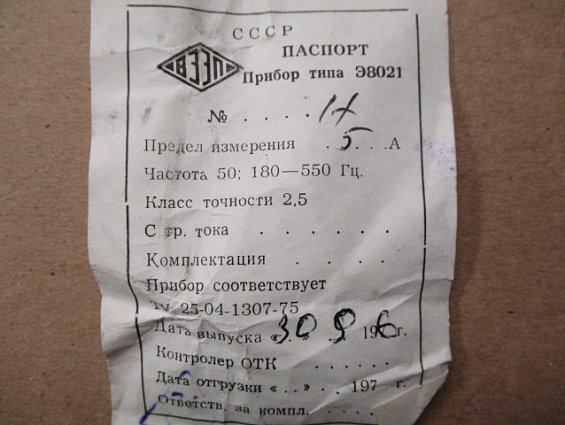 СССР
ВЗЭП
ПАСПОРТ
Прибор типа Э8021
№ . . . .
Предел измерения . 5 . . . А
Частота 50; 180—550 Гц.
Класс точности 2,5
С тр. тока . . . . . .
Комплектация . . . . .
Прибор соответствует
ТУ 25-04-1307-75
Дата выпуска « 30 » 9 197 6 г.
Контролер ОТК . . . . .
Дата отгрузки « . . » . . 197 г.
Ответств. за компл. . . . .